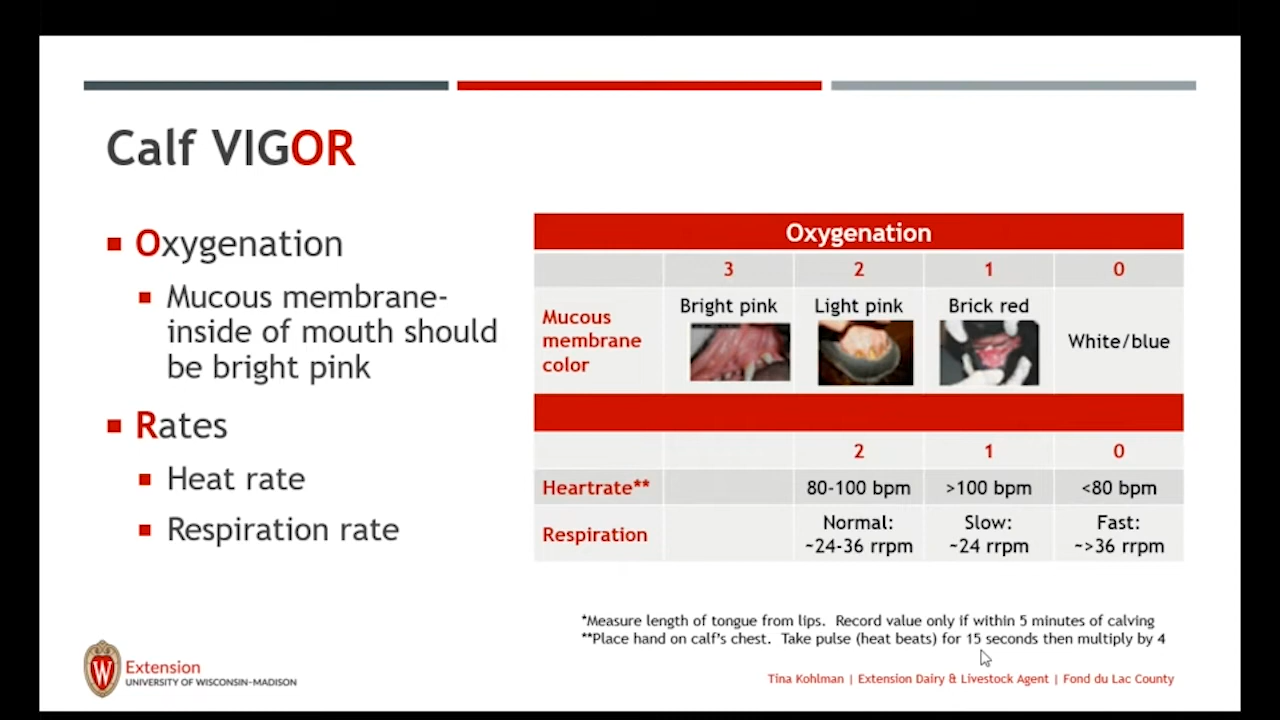 Calf VIGOR
Oxygenation
Mucous membrane-
inside of mouth should
be bright pink
Rates
Heat rate
Respiration rate
Oxygenation
3 2 1 0
Mucous
membrane
color
Bright pink Light pink Brick red White/blue
2 1 0
Heartrate** 80-100 bpm >100 bpm <80 bpm
Respiration
Normal: Slow: Fast:
~24-36 rrpm ~24 rrpm ~>36 rrpm
*Measure length of tongue from lips. Record value only if within 5 minutes of calving
**Place hand on calf's chest. Take pulse (heat beats) for 15 seconds then multiply by 4
W
Extension
UNIVERSITY OF WISCONSIN-MADISON
Tina Kohlman | Extension Dairy & Livestock Agent | Fond du Lac County